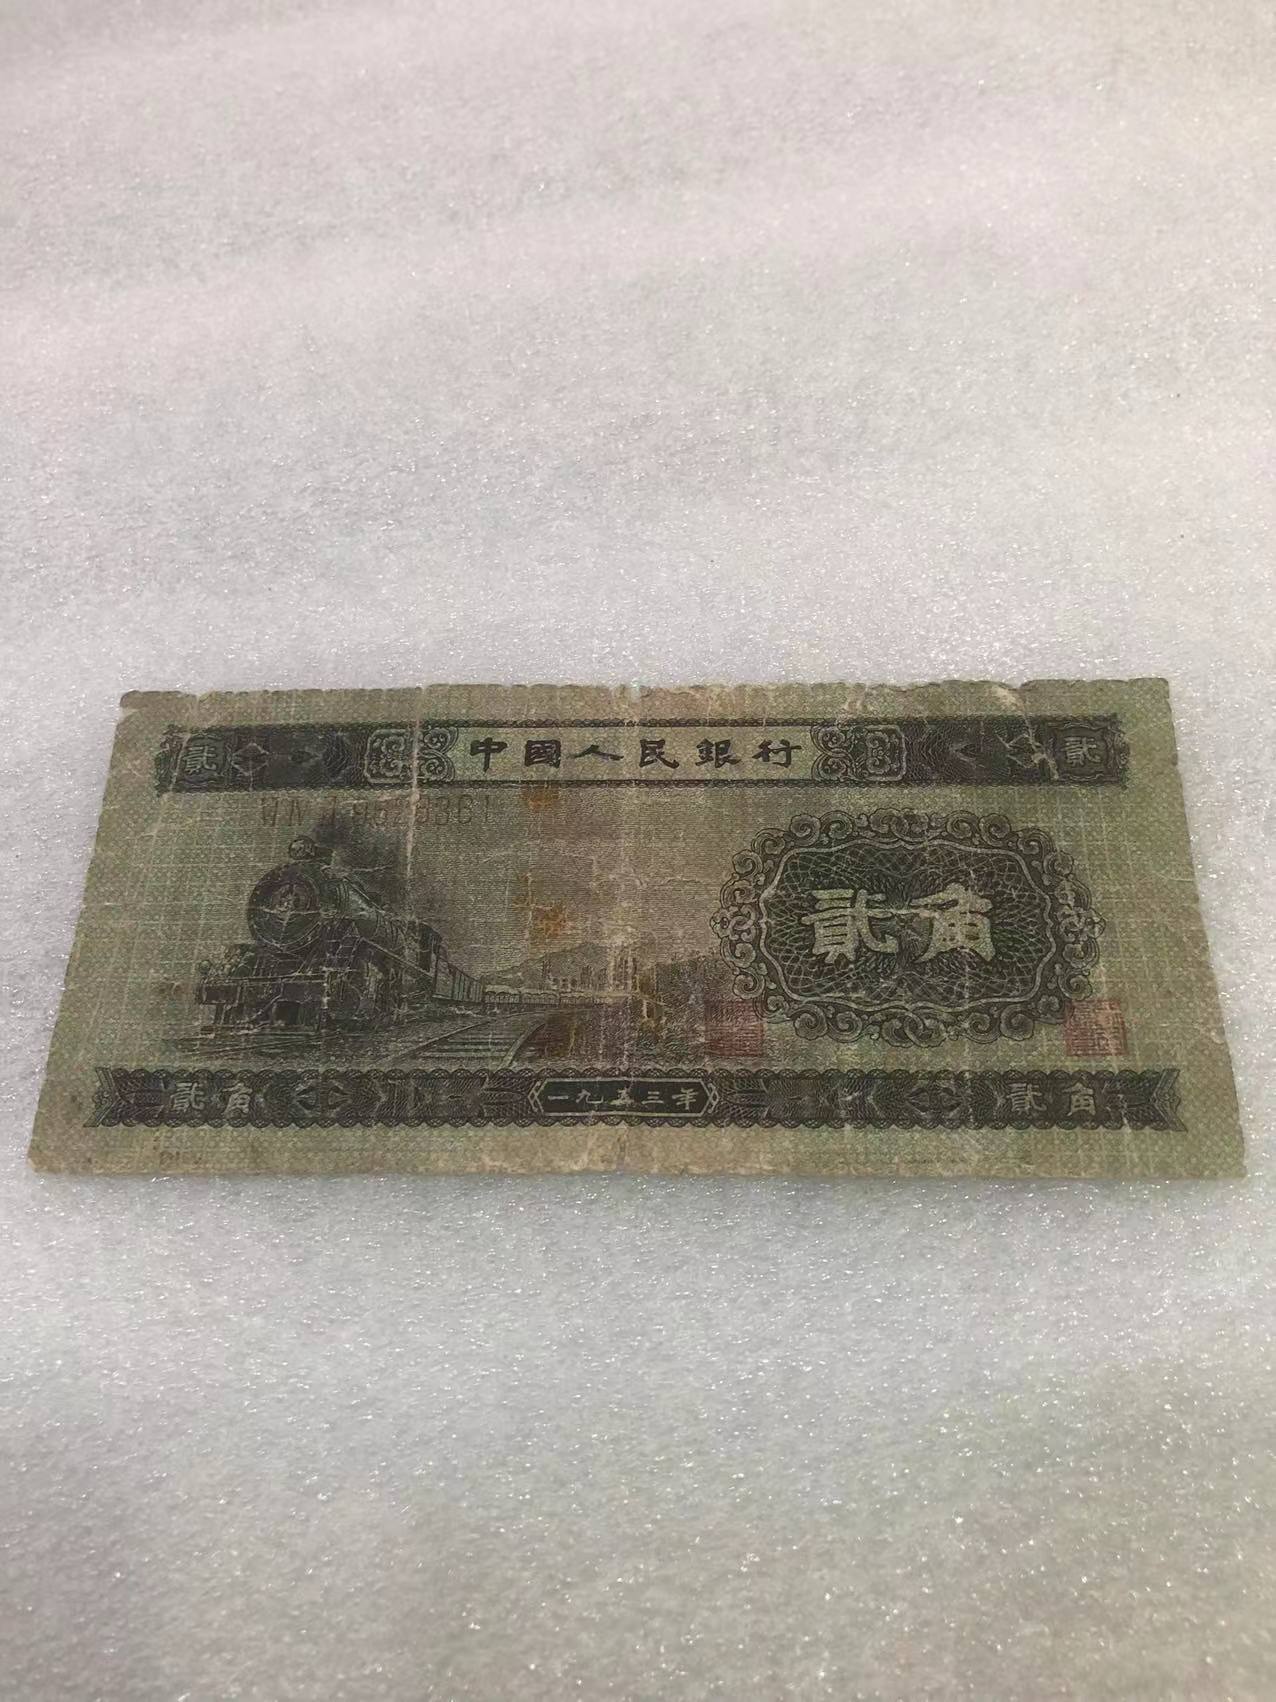 貳 中國人民銀行 貳
貳角
貳角 一九五三年 貳角